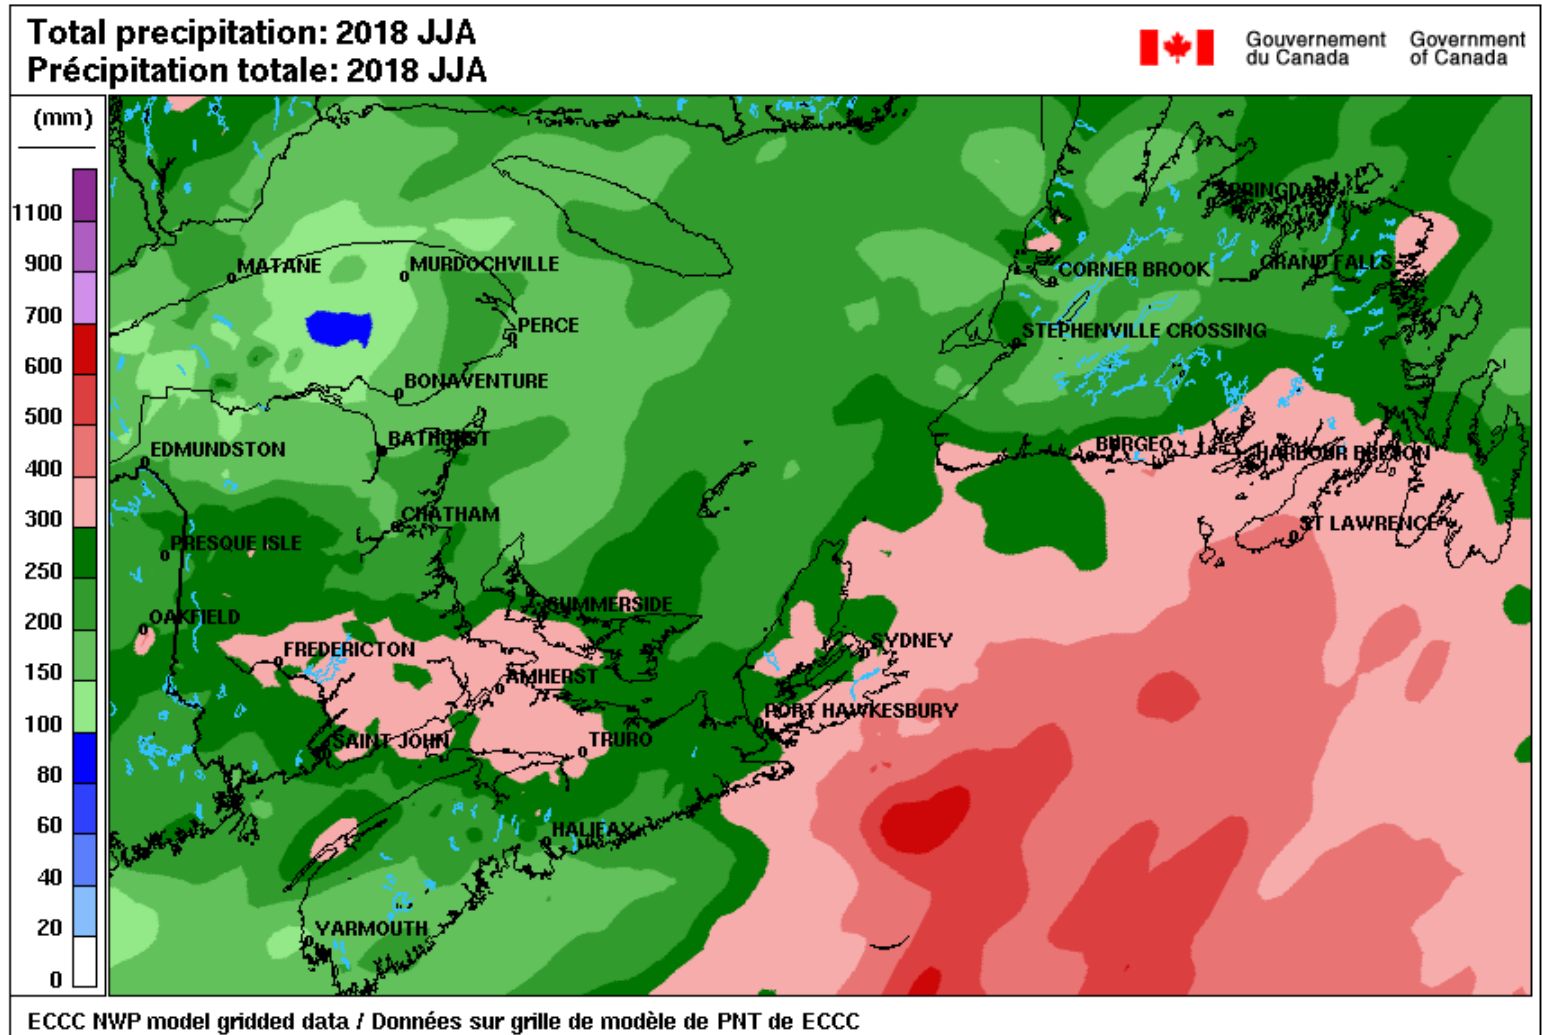 Total precipitation: 2018 JJA
Précipitation totale: 2018 JJA
Gouvernement du Canada
Government of Canada
(mm)
1100
900
700
600
500
400
300
250
200
150
100
80
60
40
20
0
SPRINGDALE
MATANE
MURDOCHVILLE
CORNER BROOK
GRAND FALLS
PERCE
STEPHENVILLE CROSSING
BONAVENTURE
BATHURST
EDMUNDSTON
BURGEO
HARBOUR BRETON
CHATHAM
ST LAWRENCE
PRESQUE ISLE
SUMMERSIDE
OAKFIELD
FREDERICTON
SYDNEY
AMHERST
PORT HAWKESBURY
SAINT JOHN
TRURO
HALIFAX
YARMOUTH
ECCC NWP model gridded data / Données sur grille de modèle de PNT de ECCC